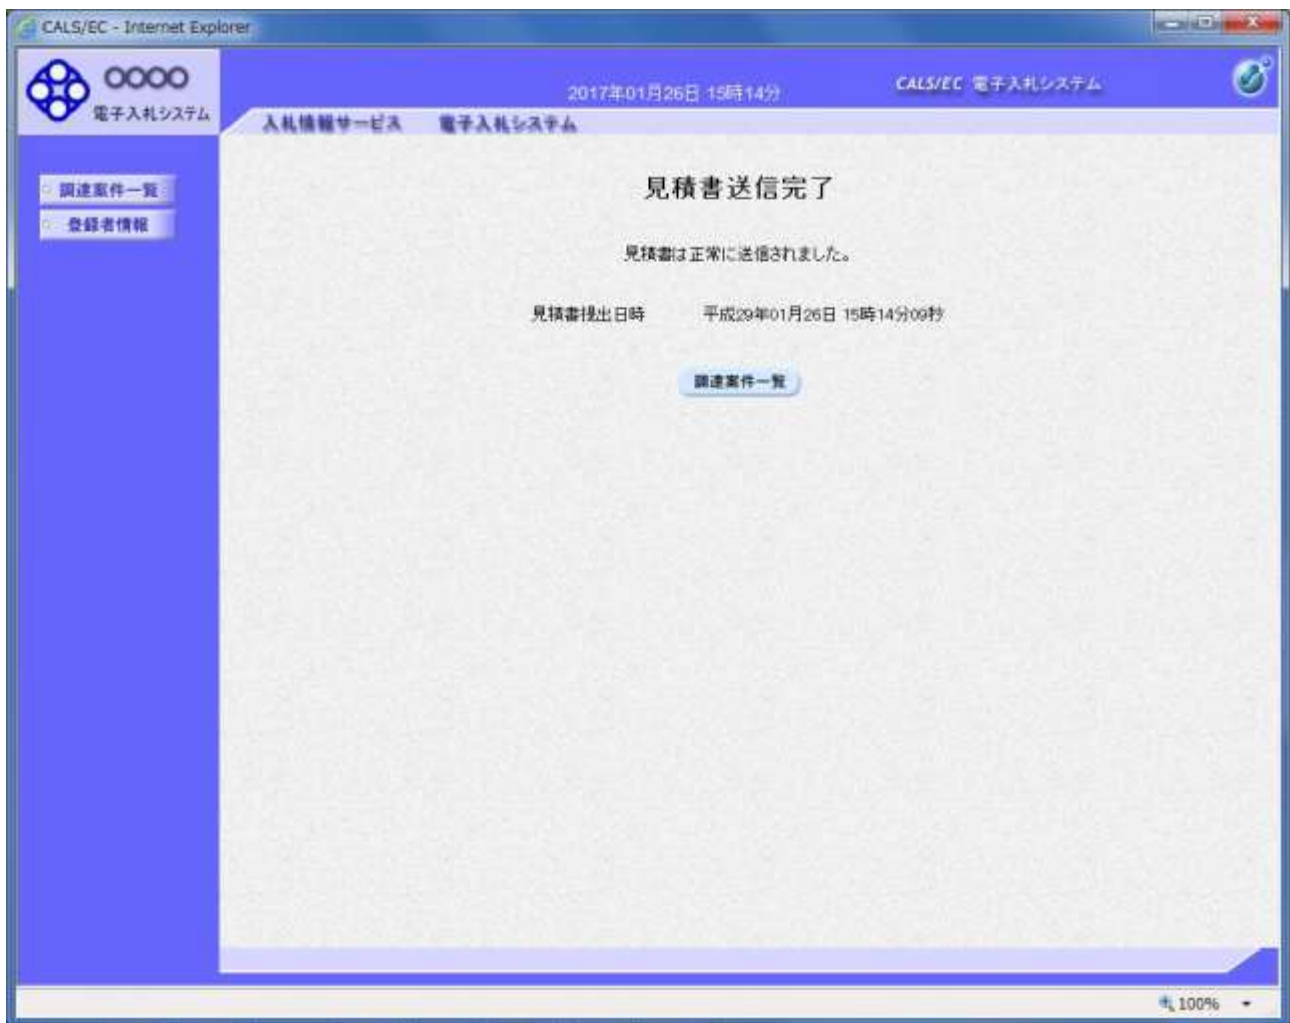 CALS/EC - Internet Explorer
○○○○
電子入札システム
2017年01月26日 15時14分
CALS/EC 電子入札システム
入札情報サービス 電子入札システム
調達案件一覧
登録者情報
見積書送信完了
見積書は正常に送信されました。
見積書提出日時 平成29年01月26日 15時14分09秒
調達案件一覧
100%